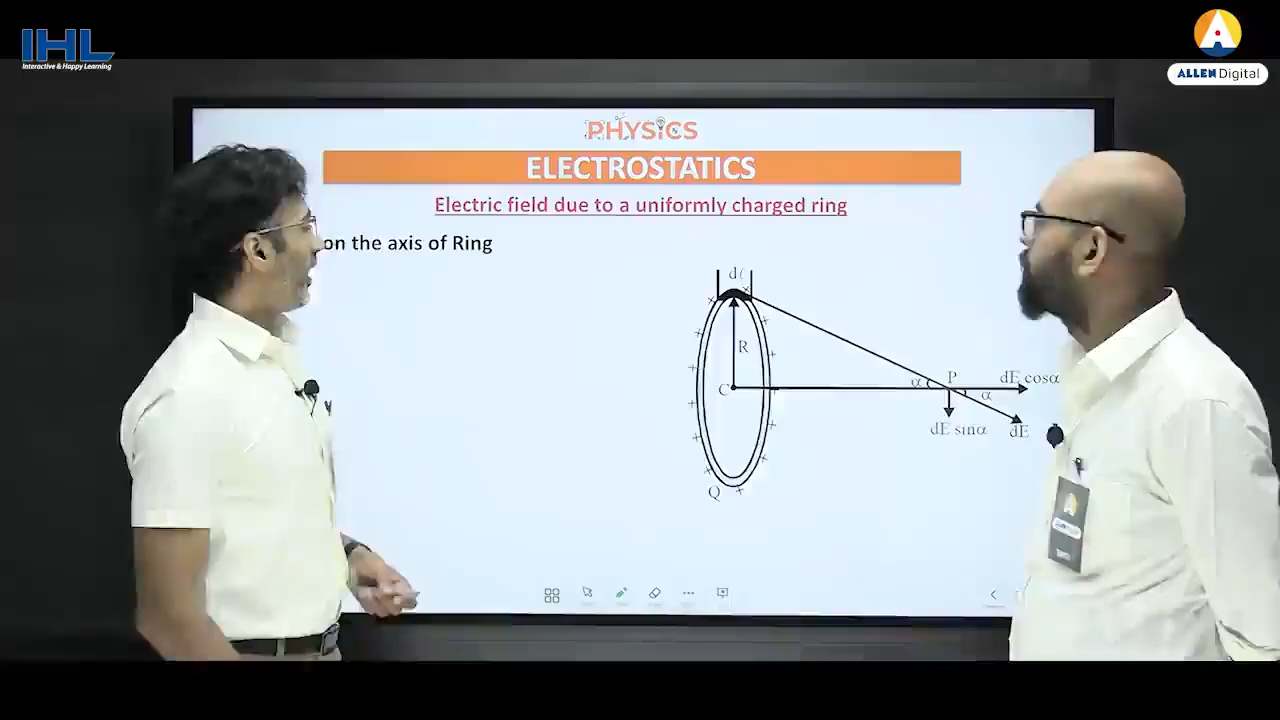 IHL
Interactive & Happy Learning
ALLEN Digital
PHYSICS
ELECTROSTATICS
Electric field due to a uniformly charged ring
on the axis of Ring
dℓ
R
C
α
P
dE cosα
α
dE sinα
dE
Q